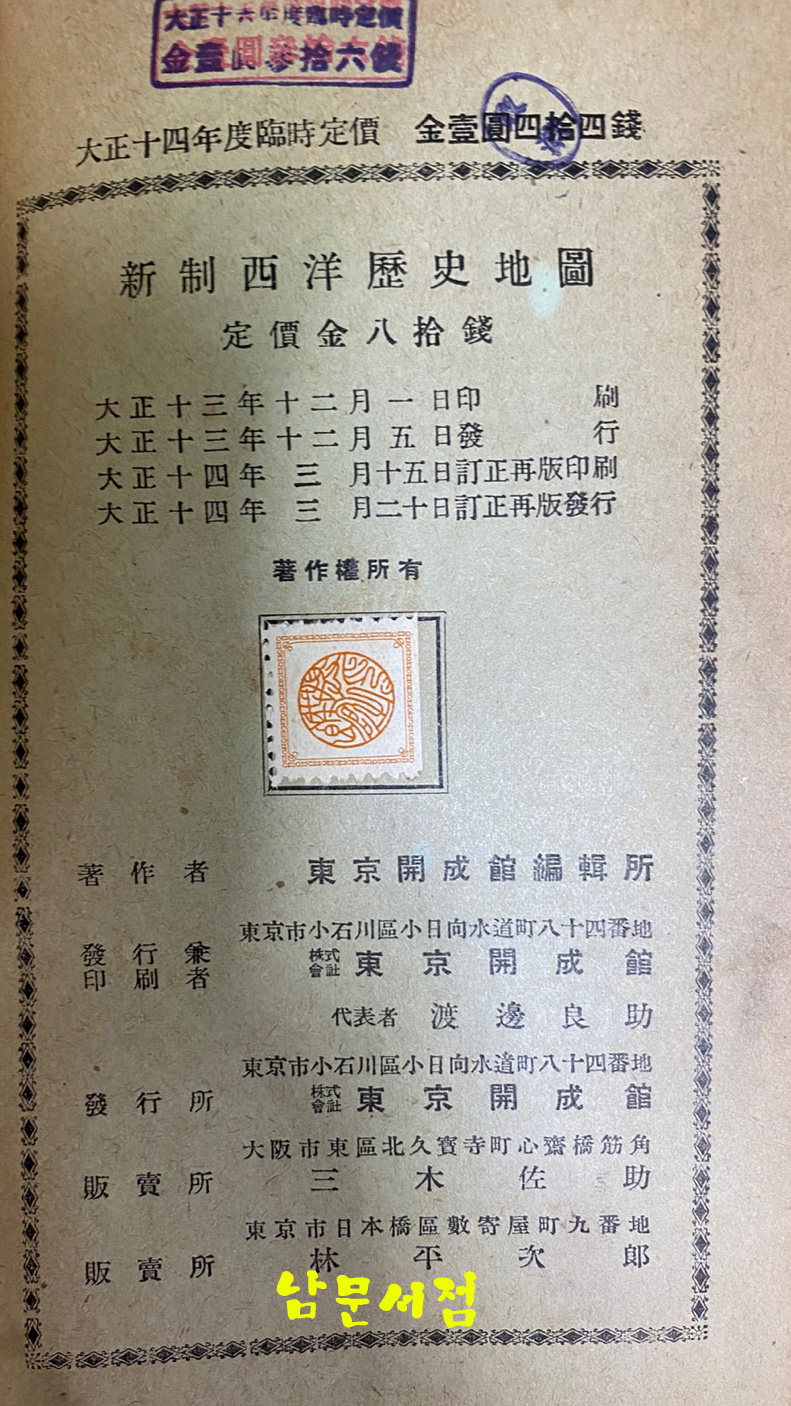 大正十六年度臨時定價
金壹圓參拾六錢
大正十四年度臨時定價 金壹圓四拾四錢
新制西洋歷史地圖
定價金八拾錢
大正十三年十二月一日印刷
大正十三年十二月五日發行
大正十四年三月十五日訂正再版印刷
大正十四年三月二十日訂正再版發行
著作權所有
著作者 東京開成館編輯所
東京市小石川區小日向水道町八十四番地
發行兼印刷者 株式會社 東京開成館
代表者 渡邊良助
東京市小石川區小日向水道町八十四番地
發行所 株式會社 東京開成館
大阪市東區北久寶寺町心齋橋筋角
販賣所 三木佐助
東京市日本橋區數寄屋町九番地
販賣所 林平次郎
남문서점